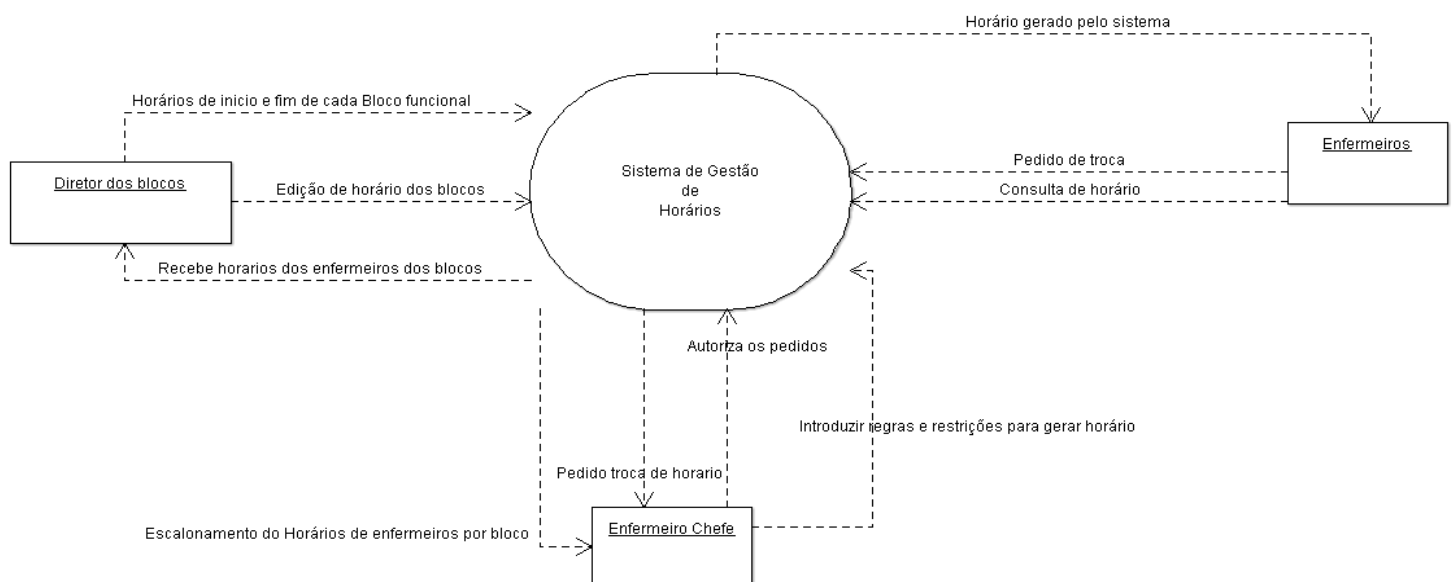 Horário gerado pelo sistema
Horários de inicio e fim de cada Bloco funcional
Enfermeiros
Pedido de troca
Sistema de Gestão
de
Horários
Diretor dos blocos
Edição de horário dos blocos
Consulta de horário
Recebe horarios dos enfermeiros dos blocos
Autoriza os pedidos
Introduzir regras e restrições para gerar horário
Pedido troca de horario
Escalonamento do Horários de enfermeiros por bloco
Enfermeiro Chefe